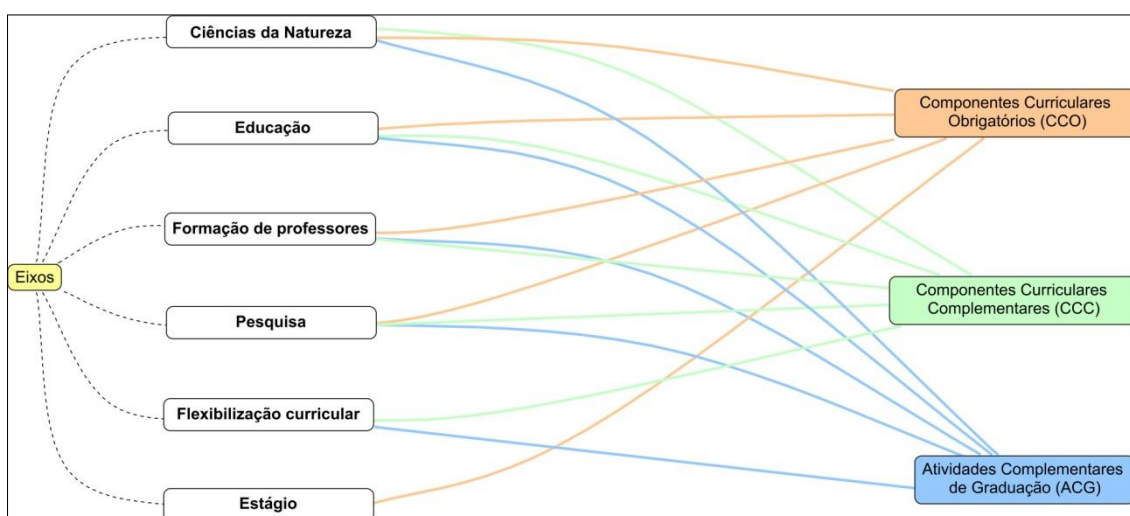 Eixos
Ciências da Natureza
Educação
Formação de professores
Pesquisa
Flexibilização curricular
Estágio
Componentes Curriculares
Obrigatórios (CCO)
Componentes Curriculares
Complementares (CCC)
Atividades Complementares
de Graduação (ACG)